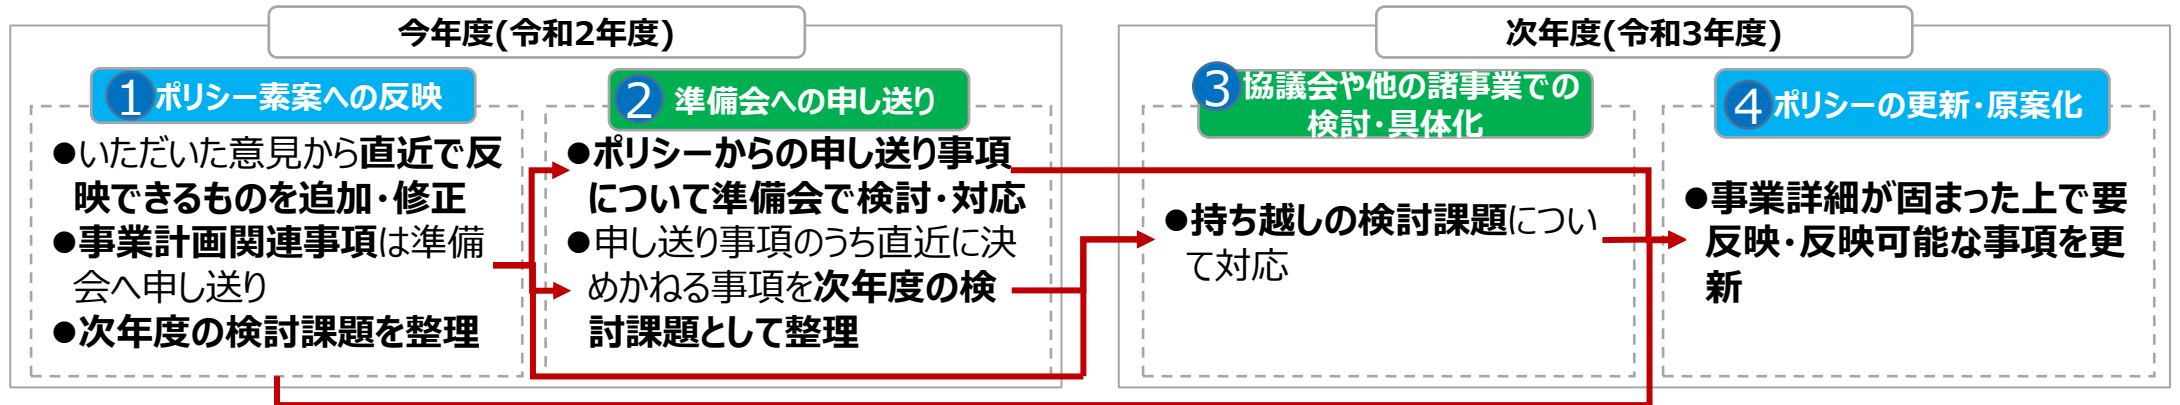 今年度(令和2年度)
1 ポリシー素案への反映
●いただいた意見から直近で反
映できるものを追加・修正
●事業計画関連事項は準備
会へ申し送り
●次年度の検討課題を整理
2 準備会への申し送り
●ポリシーからの申し送り事項
について準備会で検討・対応
●申し送り事項のうち直近に決
めかねる事項を次年度の検
討課題として整理
次年度(令和3年度)
3 協議会や他の諸事業での
検討・具体化
●持ち越しの検討課題につい
て対応
4 ポリシーの更新・原案化
●事業詳細が固まった上で要
反映・反映可能な事項を更
新